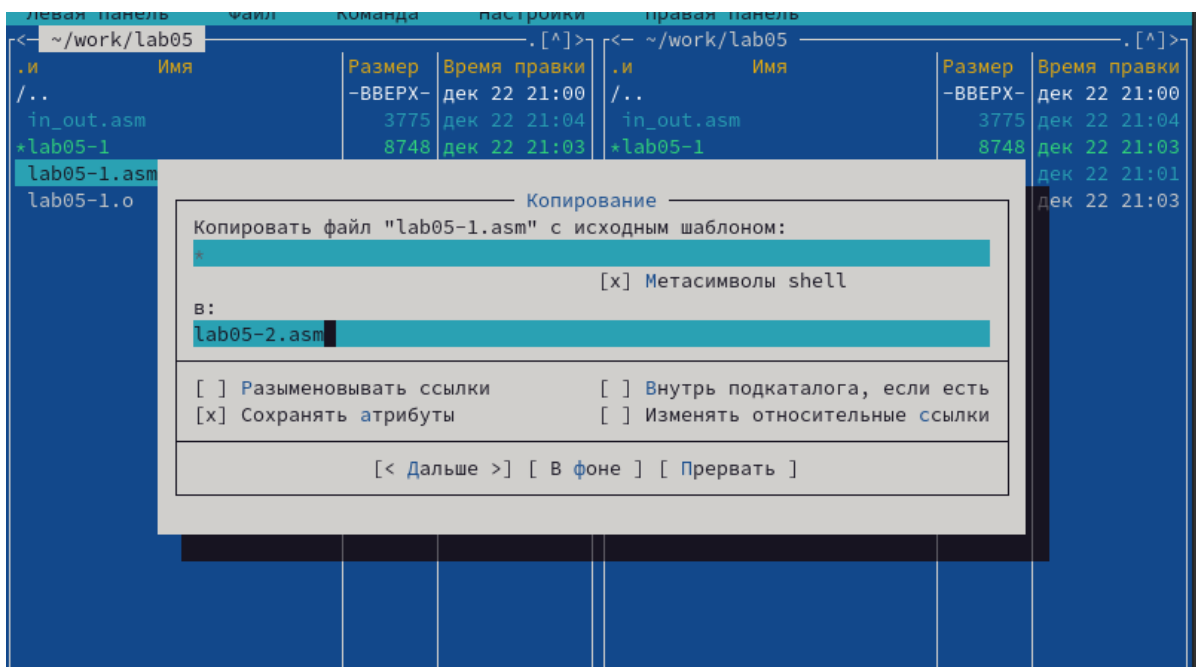 Левая панель Файл Команда Настройки Правая панель
<– ~/work/lab05 .[^]> <– ~/work/lab05 .[^]>
.и Имя Размер Время правки .и Имя Размер Время правки
/.. -ВВЕРХ- дек 22 21:00 /.. -ВВЕРХ- дек 22 21:00
in_out.asm 3775 дек 22 21:04 in_out.asm 3775 дек 22 21:04
*lab05-1 8748 дек 22 21:03 *lab05-1 8748 дек 22 21:03
lab05-1.asm дек 22 21:01
lab05-1.o дек 22 21:03
Копирование
Копировать файл "lab05-1.asm" с исходным шаблоном:
*
[x] Метасимволы shell
в:
lab05-2.asm
[ ] Разыменовывать ссылки [ ] Внутрь подкаталога, если есть
[x] Сохранять атрибуты [ ] Изменять относительные ссылки
[< Дальше >] [ В фоне ] [ Прервать ]